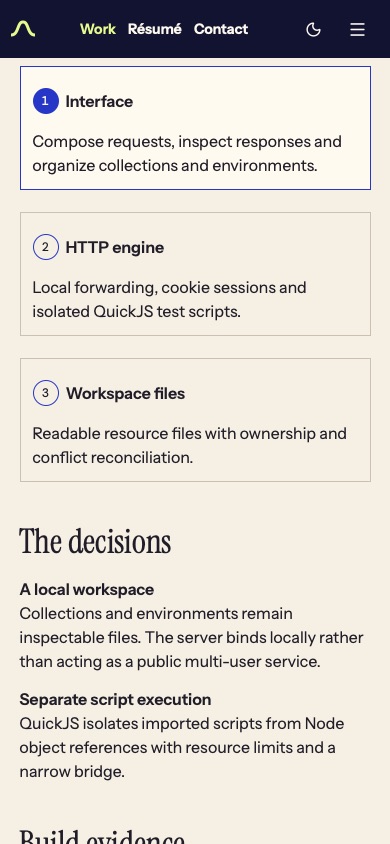 Work Résumé Contact
1 Interface
Compose requests, inspect responses and
organize collections and environments.
2 HTTP engine
Local forwarding, cookie sessions and
isolated QuickJS test scripts.
3 Workspace files
Readable resource files with ownership and
conflict reconciliation.
The decisions
A local workspace
Collections and environments remain
inspectable files. The server binds locally rather
than acting as a public multi-user service.
Separate script execution
QuickJS isolates imported scripts from Node
object references with resource limits and a
narrow bridge.
Build evidence